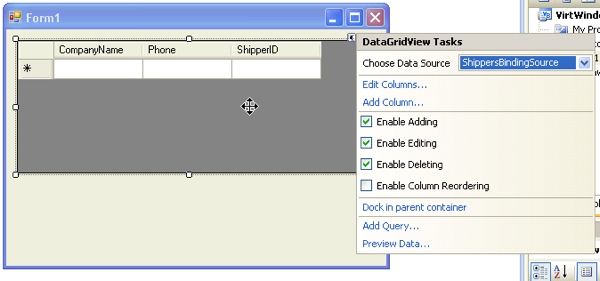 Form1
CompanyName Phone ShipperID
DataGridView Tasks
Choose Data Source ShippersBindingSource
Edit Columns...
Add Column...
Enable Adding
Enable Editing
Enable Deleting
Enable Column Reordering
Dock in parent container
Add Query...
Preview Data...
VirtWindow
My Pro